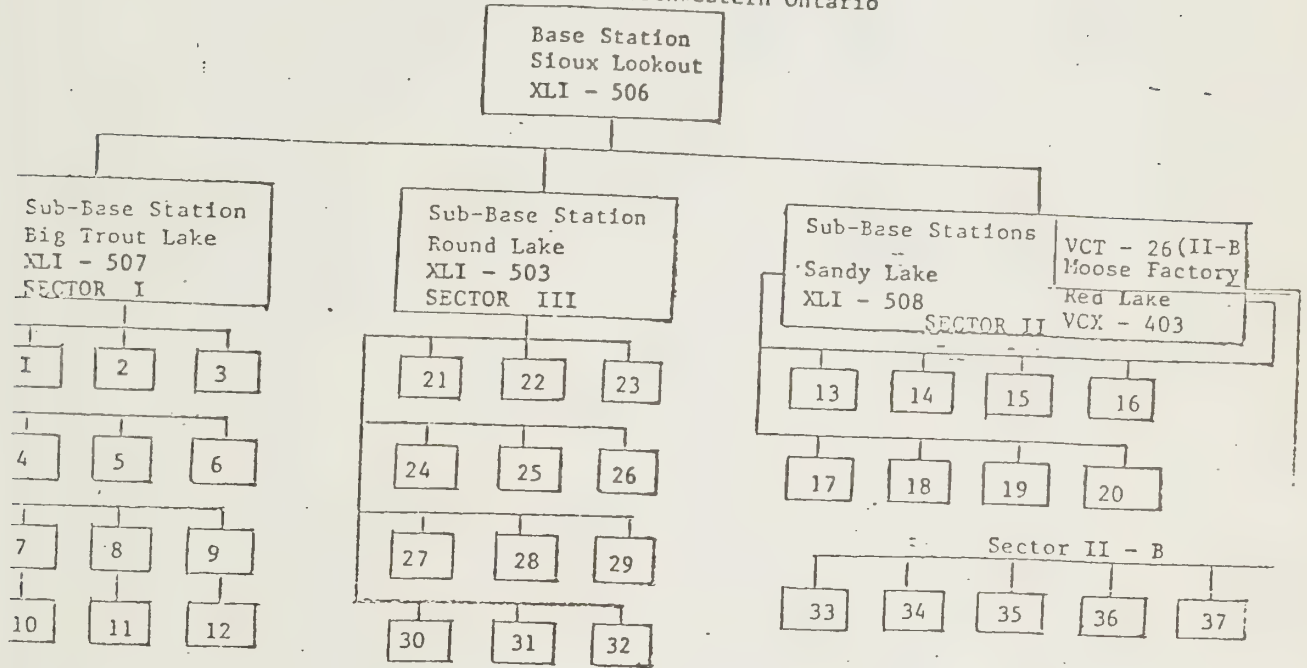 Ontario
Base Station
Sioux Lookout
XLI - 506
Sub-Base Station
Big Trout Lake
XLI - 507
SECTOR I
Sub-Base Station
Round Lake
XLI - 503
SECTOR III
Sub-Base Stations
Sandy Lake
XLI - 508
SECTOR II
VCT - 26(II-B
Moose Factory
Red Lake
VCX - 403
I
2
3
4
5
6
7
8
9
10
11
12
21
22
23
24
25
26
27
28
29
30
31
32
13
14
15
16
17
18
19
20
Sector II - B
33
34
35
36
37